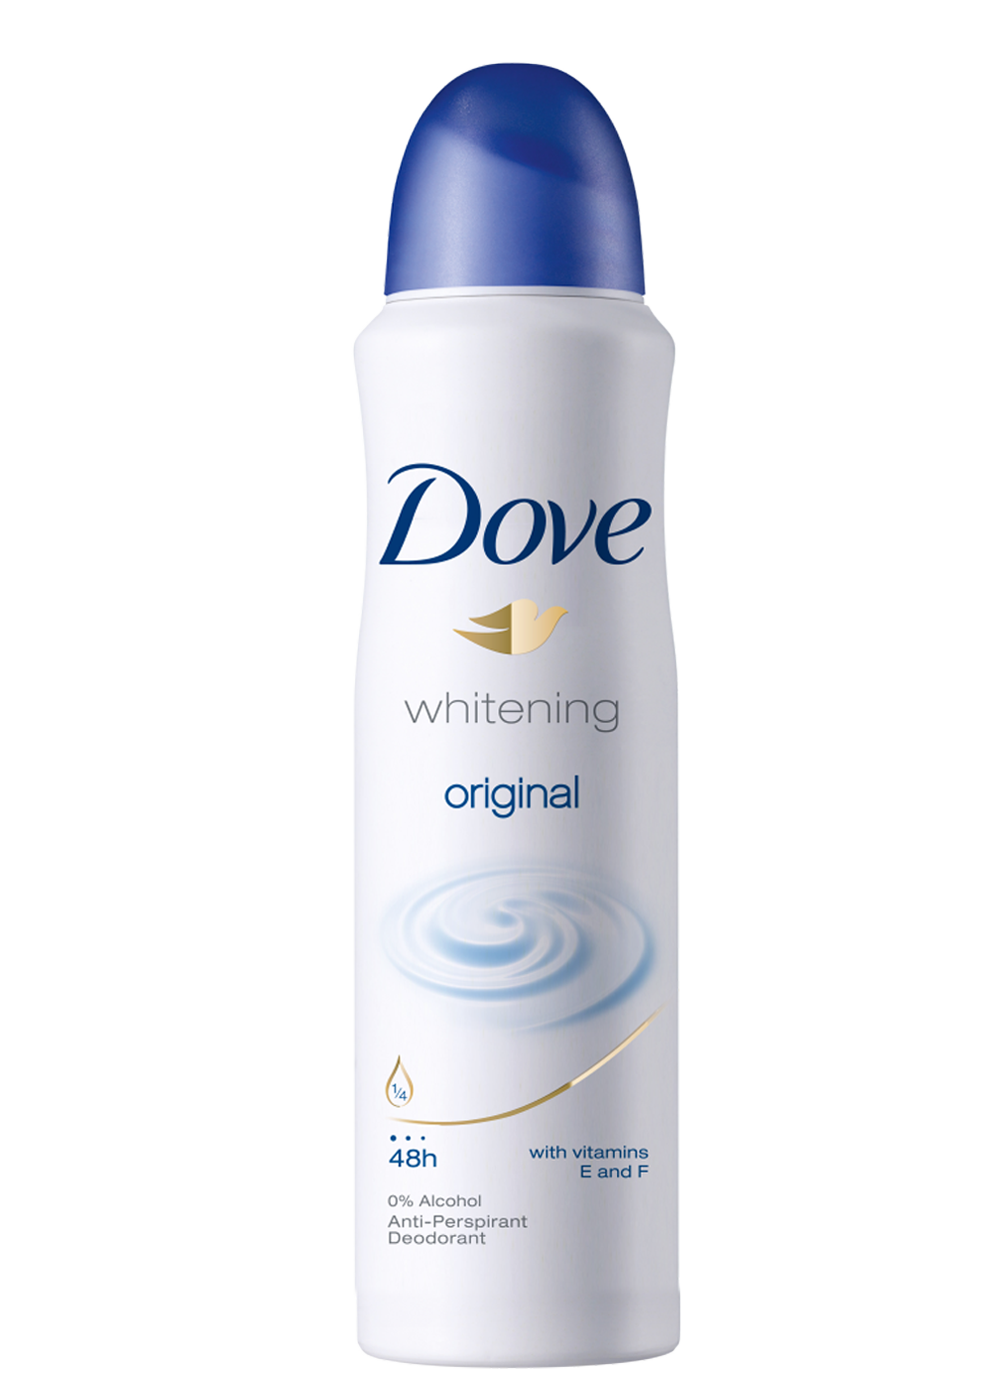 Dove
whitening
original
1/4
48h
with vitamins
E and F
0% Alcohol
Anti-Perspirant
Deodorant